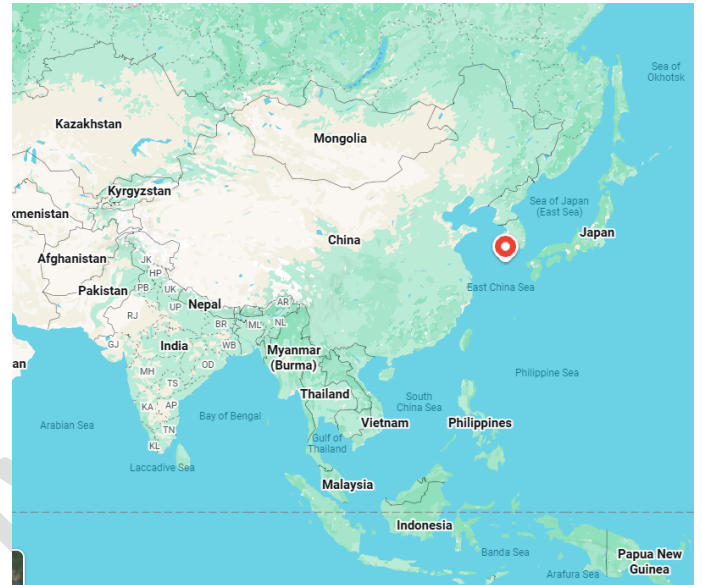 Sea of
Okhotsk
Kazakhstan
Mongolia
Kyrgyzstan
Sea of Japan
(East Sea)
kmenistan
Japan
China
JK
Afghanistan
HP
Pakistan
PB
UK
East China Sea
Nepal
AR
UP
RJ
BR
ML
NL
GJ
India
WB
an
OD
Myanmar
(Burma)
MH
Philippine Sea
TS
Thailand
South
China Sea
KA
AP
Bay of Bengal
Arabian Sea
Vietnam
Philippines
TN
Gulf of
Thailand
KL
Laccadive Sea
Malaysia
Indonesia
Banda Sea
Papua New
Guinea
Arafura Sea